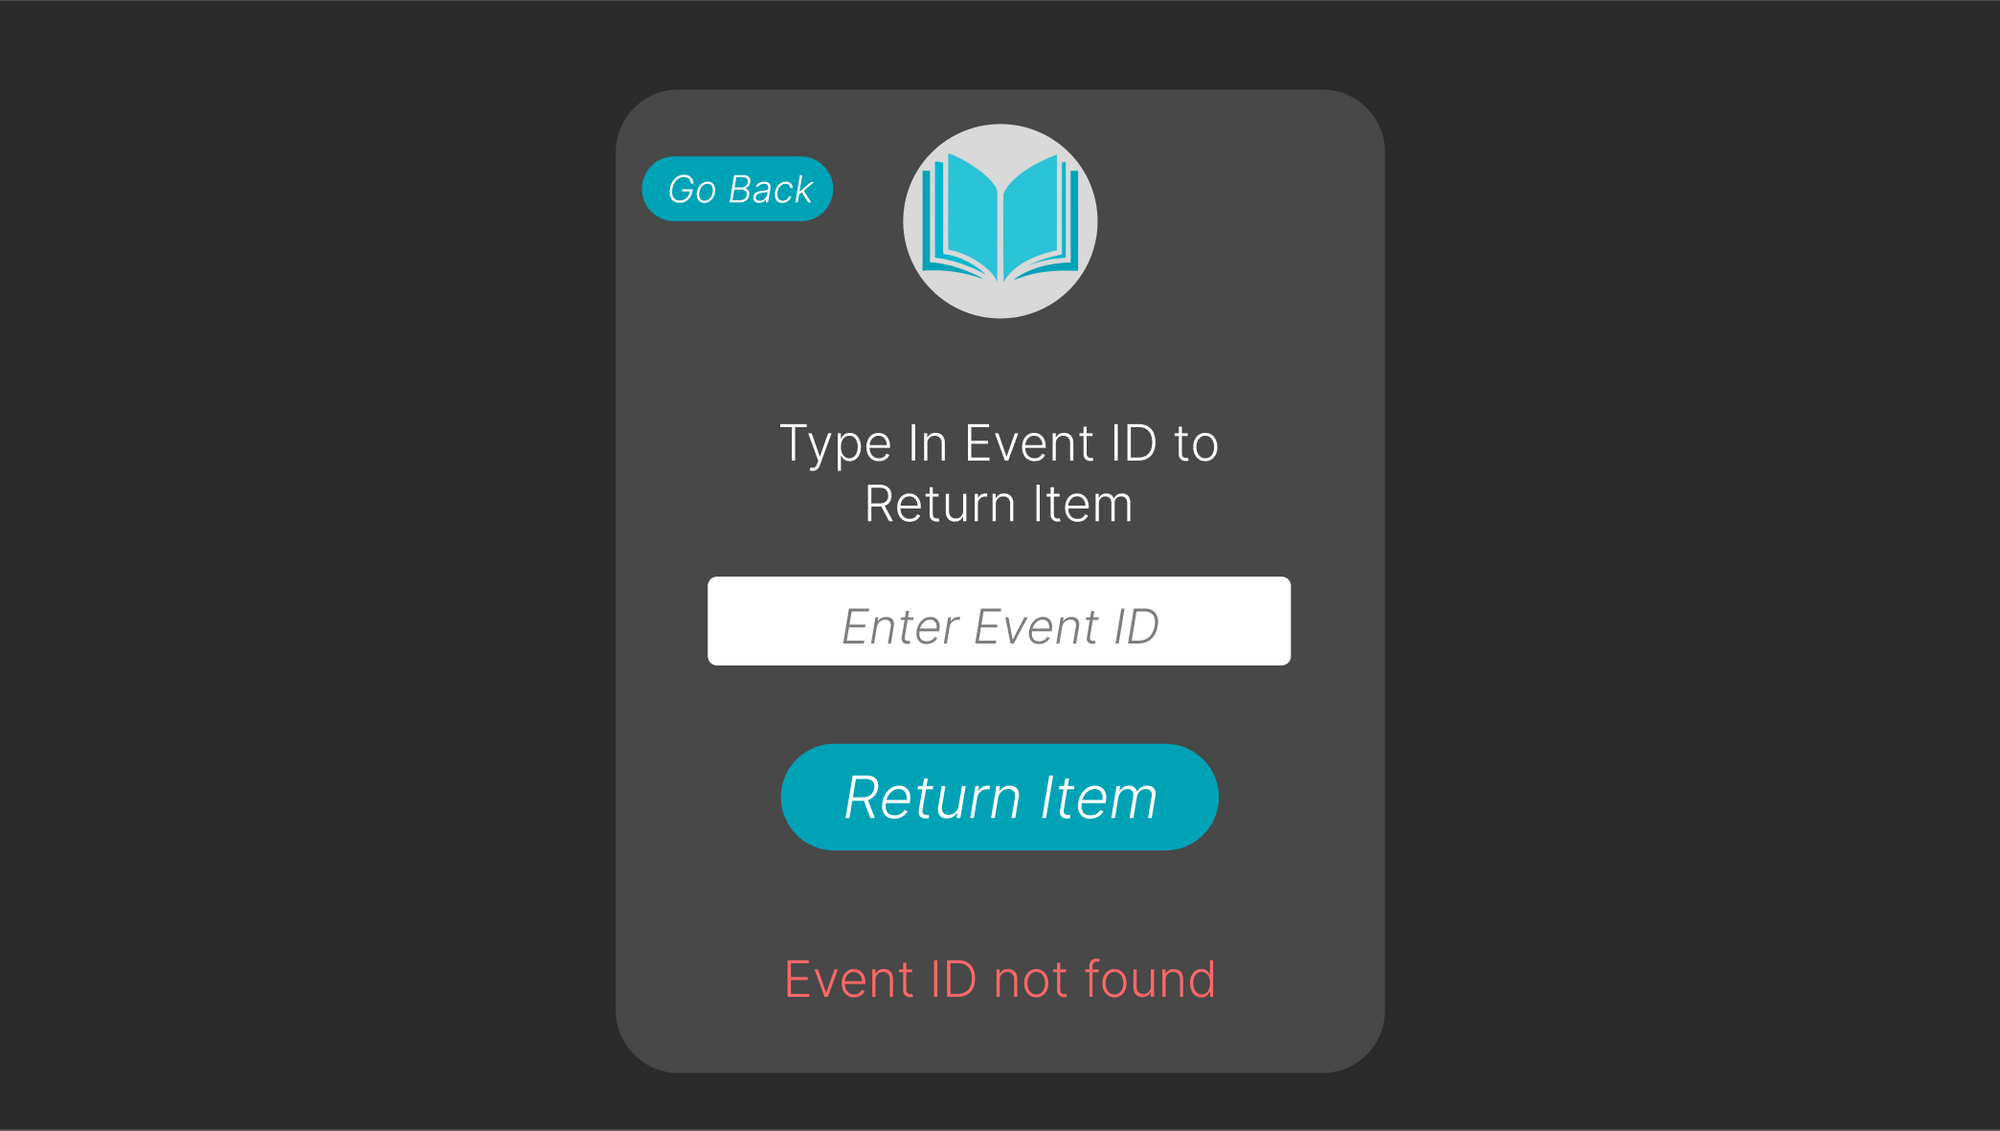 Go Back
Type In Event ID to
Return Item
Enter Event ID
Return Item
Event ID not found